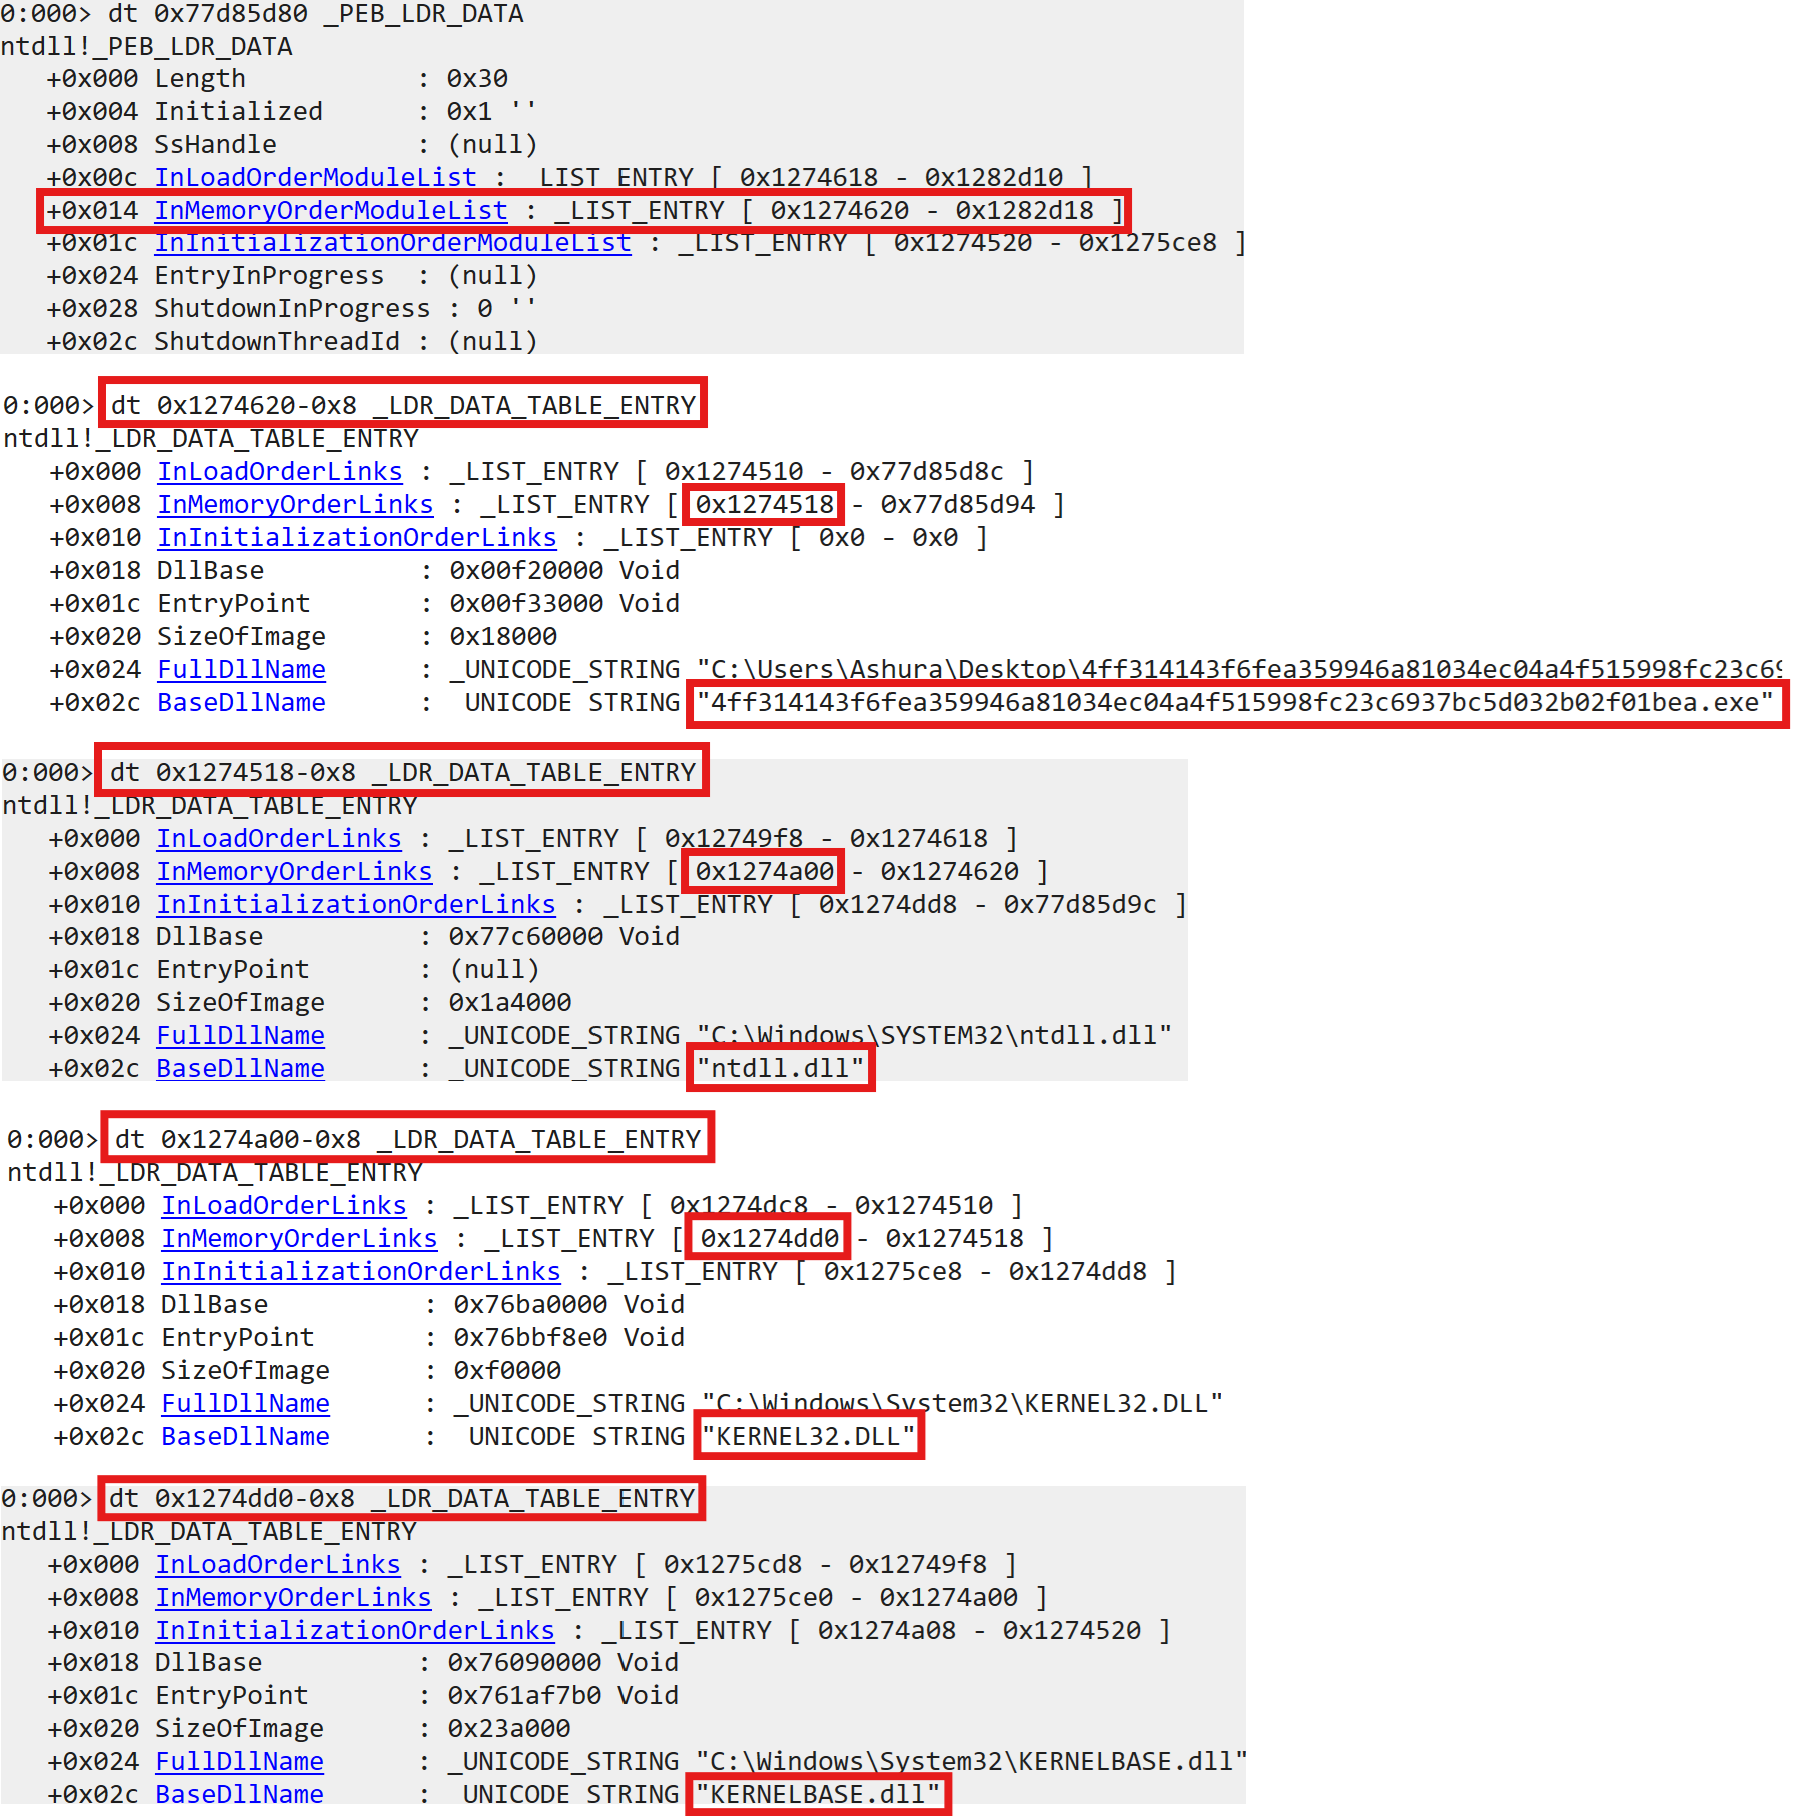 0:000> dt 0x77d85d80 _PEB_LDR_DATA
ntdll!_PEB_LDR_DATA
   +0x000 Length           : 0x30
   +0x004 Initialized      : 0x1 ''
   +0x008 SsHandle         : (null)
   +0x00c InLoadOrderModuleList : _LIST_ENTRY [ 0x1274618 - 0x1282d10 ]
   +0x014 InMemoryOrderModuleList : _LIST_ENTRY [ 0x1274620 - 0x1282d18 ]
   +0x01c InInitializationOrderModuleList : _LIST_ENTRY [ 0x1274520 - 0x1275ce8 ]
   +0x024 EntryInProgress  : (null)
   +0x028 ShutdownInProgress : 0 ''
   +0x02c ShutdownThreadId : (null)
0:000> dt 0x1274620-0x8 _LDR_DATA_TABLE_ENTRY
ntdll!_LDR_DATA_TABLE_ENTRY
   +0x000 InLoadOrderLinks : _LIST_ENTRY [ 0x1274510 - 0x77d85d8c ]
   +0x008 InMemoryOrderLinks : _LIST_ENTRY [ 0x1274518 - 0x77d85d94 ]
   +0x010 InInitializationOrderLinks : _LIST_ENTRY [ 0x0 - 0x0 ]
   +0x018 DllBase          : 0x00f20000 Void
   +0x01c EntryPoint       : 0x00f33000 Void
   +0x020 SizeOfImage      : 0x18000
   +0x024 FullDllName      : _UNICODE_STRING "C:\Users\Ashura\Desktop\4ff314143f6fea359946a81034ec04a4f515998fc23c69
   +0x02c BaseDllName      : _UNICODE_STRING "4ff314143f6fea359946a81034ec04a4f515998fc23c6937bc5d032b02f01bea.exe"
0:000> dt 0x1274518-0x8 _LDR_DATA_TABLE_ENTRY
ntdll!_LDR_DATA_TABLE_ENTRY
   +0x000 InLoadOrderLinks : _LIST_ENTRY [ 0x12749f8 - 0x1274618 ]
   +0x008 InMemoryOrderLinks : _LIST_ENTRY [ 0x1274a00 - 0x1274620 ]
   +0x010 InInitializationOrderLinks : _LIST_ENTRY [ 0x1274dd8 - 0x77d85d9c ]
   +0x018 DllBase          : 0x77c60000 Void
   +0x01c EntryPoint       : (null)
   +0x020 SizeOfImage      : 0x1a4000
   +0x024 FullDllName      : _UNICODE_STRING "C:\Windows\SYSTEM32\ntdll.dll"
   +0x02c BaseDllName      : _UNICODE_STRING "ntdll.dll"
0:000> dt 0x1274a00-0x8 _LDR_DATA_TABLE_ENTRY
ntdll!_LDR_DATA_TABLE_ENTRY
   +0x000 InLoadOrderLinks : _LIST_ENTRY [ 0x1274dc8 - 0x1274510 ]
   +0x008 InMemoryOrderLinks : _LIST_ENTRY [ 0x1274dd0 - 0x1274518 ]
   +0x010 InInitializationOrderLinks : _LIST_ENTRY [ 0x1275ce8 - 0x1274dd8 ]
   +0x018 DllBase          : 0x76ba0000 Void
   +0x01c EntryPoint       : 0x76bbf8e0 Void
   +0x020 SizeOfImage      : 0xf0000
   +0x024 FullDllName      : _UNICODE_STRING "C:\Windows\System32\KERNEL32.DLL"
   +0x02c BaseDllName      : _UNICODE_STRING "KERNEL32.DLL"
0:000> dt 0x1274dd0-0x8 _LDR_DATA_TABLE_ENTRY
ntdll!_LDR_DATA_TABLE_ENTRY
   +0x000 InLoadOrderLinks : _LIST_ENTRY [ 0x1275cd8 - 0x12749f8 ]
   +0x008 InMemoryOrderLinks : _LIST_ENTRY [ 0x1275ce0 - 0x1274a00 ]
   +0x010 InInitializationOrderLinks : _LIST_ENTRY [ 0x1274a08 - 0x1274520 ]
   +0x018 DllBase          : 0x76090000 Void
   +0x01c EntryPoint       : 0x761af7b0 Void
   +0x020 SizeOfImage      : 0x23a000
   +0x024 FullDllName      : _UNICODE_STRING "C:\Windows\System32\KERNELBASE.dll"
   +0x02c BaseDllName      : _UNICODE_STRING "KERNELBASE.dll"